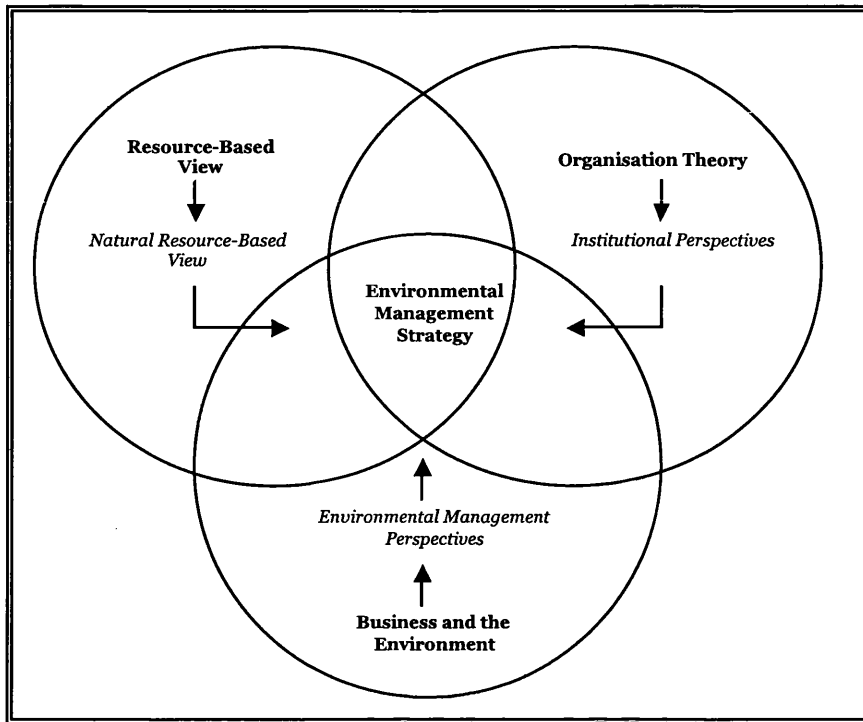 Resource-Based
View
Natural Resource-Based
View
Organisation Theory
Institutional Perspectives
Environmental
Management
Strategy
Environmental Management
Perspectives
Business and the
Environment